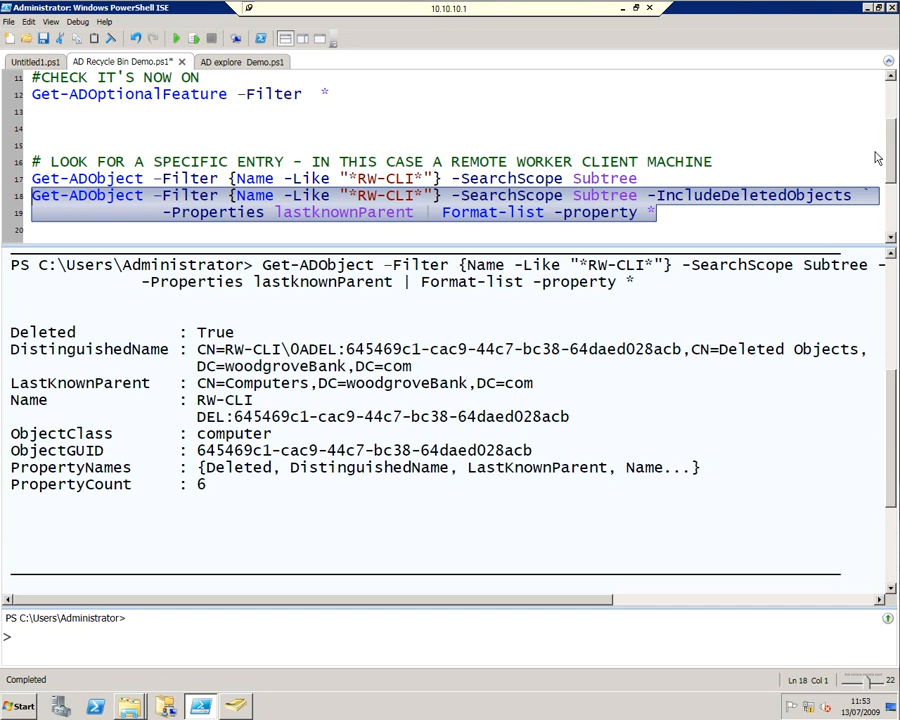 Administrator: Windows PowerShell ISE
10.10.10.1
File Edit View Debug Help
Untitled1.ps1 AD Recycle Bin Demo.ps1* AD explore Demo.ps1
11 #CHECK IT'S NOW ON
12 Get-ADOptionalFeature -Filter *
13
14
15
16 # LOOK FOR A SPECIFIC ENTRY - IN THIS CASE A REMOTE WORKER CLIENT MACHINE
17 Get-ADObject -Filter {Name -Like "*RW-CLI*"} -SearchScope Subtree
18 Get-ADObject -Filter {Name -Like "*RW-CLI*"} -SearchScope Subtree -IncludeDeletedObjects `
19 -Properties lastknownParent | Format-list -property *
20
PS C:\Users\Administrator> Get-ADObject -Filter {Name -Like "*RW-CLI*"} -SearchScope Subtree -
-Properties lastknownParent | Format-list -property *
Deleted : True
DistinguishedName : CN=RW-CLI\0ADEL:645469c1-cac9-44c7-bc38-64daed028acb,CN=Deleted Objects,
DC=woodgroveBank,DC=com
LastKnownParent : CN=Computers,DC=woodgroveBank,DC=com
Name : RW-CLI
DEL:645469c1-cac9-44c7-bc38-64daed028acb
ObjectClass : computer
ObjectGUID : 645469c1-cac9-44c7-bc38-64daed028acb
PropertyNames : {Deleted, DistinguishedName, LastKnownParent, Name...}
PropertyCount : 6
PS C:\Users\Administrator>
>
Completed
Ln 18 Col 1
22
Start
11:53
13/07/2009